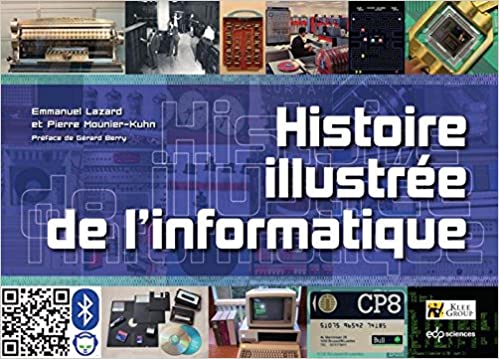 Emmanuel Lazard
et Pierre Mounier-Kuhn
Préface de Gérard Berry
Histoire
illustrée
de l'informatique
CP8
Bull
KLEE
GROUP
edp sciences